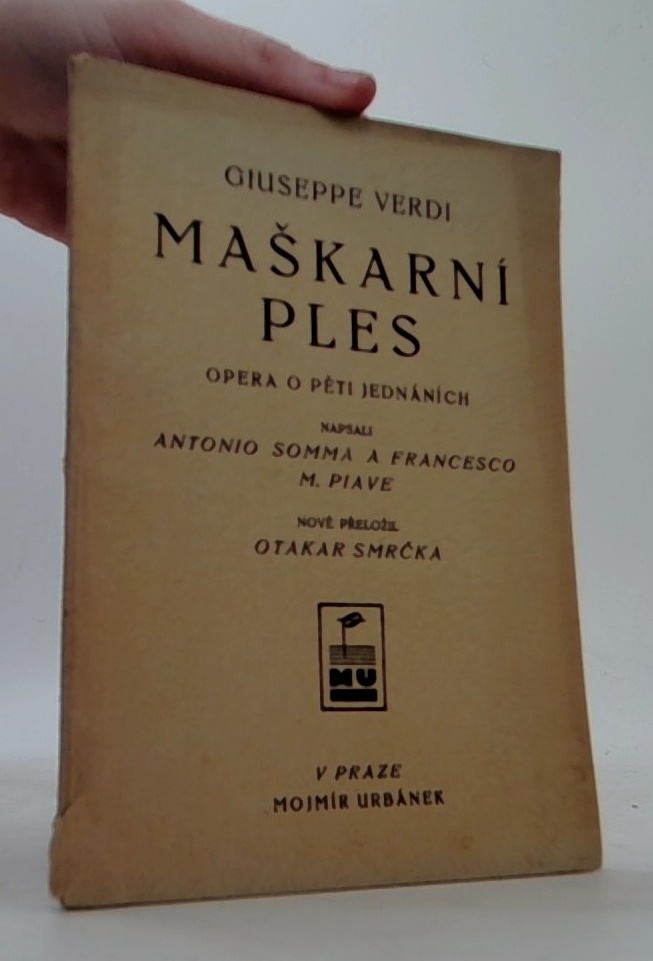 GIUSEPPE VERDI
MAŠKARNÍ
PLES
OPERA O PĚTI JEDNÁNÍCH
NAPSALI
ANTONIO SOMMA A FRANCESCO
M. PIAVE
NOVĚ PŘELOŽIL
OTAKAR SMRČKA
MU
V PRAZE
MOJMÍR URBÁNEK